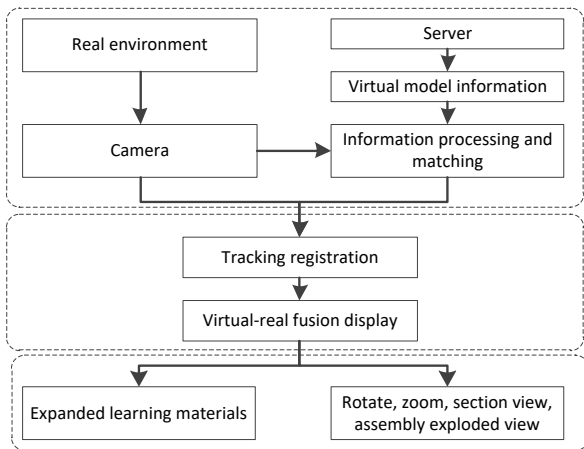 Real environment
Server
Virtual model information
Camera
Information processing and
matching
Tracking registration
Virtual-real fusion display
Expanded learning materials
Rotate, zoom, section view,
assembly exploded view